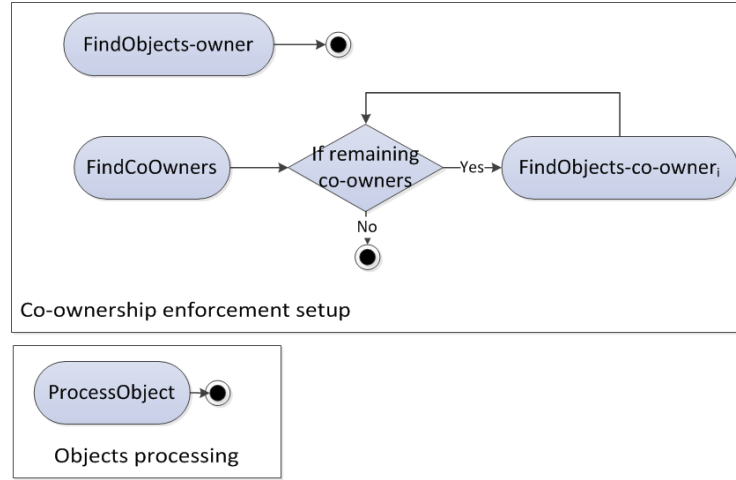 FindObjects-owner
FindCoOwners
If remaining
co-owners
Yes
FindObjects-co-ownerᵢ
No
Co-ownership enforcement setup
ProcessObject
Objects processing